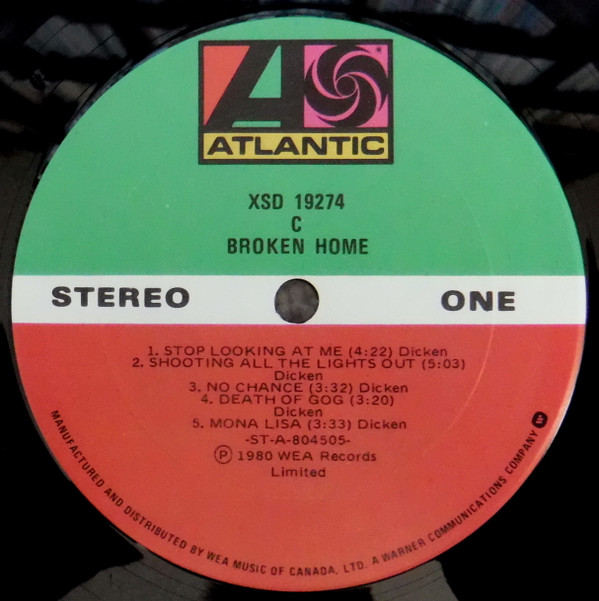 ATLANTIC
XSD 19274
C
BROKEN HOME
STEREO
ONE
1. STOP LOOKING AT ME (4:22) Dicken
2. SHOOTING ALL THE LIGHTS OUT (5:03)
Dicken
3. NO CHANCE (3:32) Dicken
4. DEATH OF GOG (3:20)
Dicken
5. MONA LISA (3:33) Dicken
-ST-A-804505-
Ⓟ 1980 WEA Records
Limited
MANUFACTURED AND DISTRIBUTED BY WEA MUSIC OF CANADA, LTD. A WARNER COMMUNICATIONS COMPANY